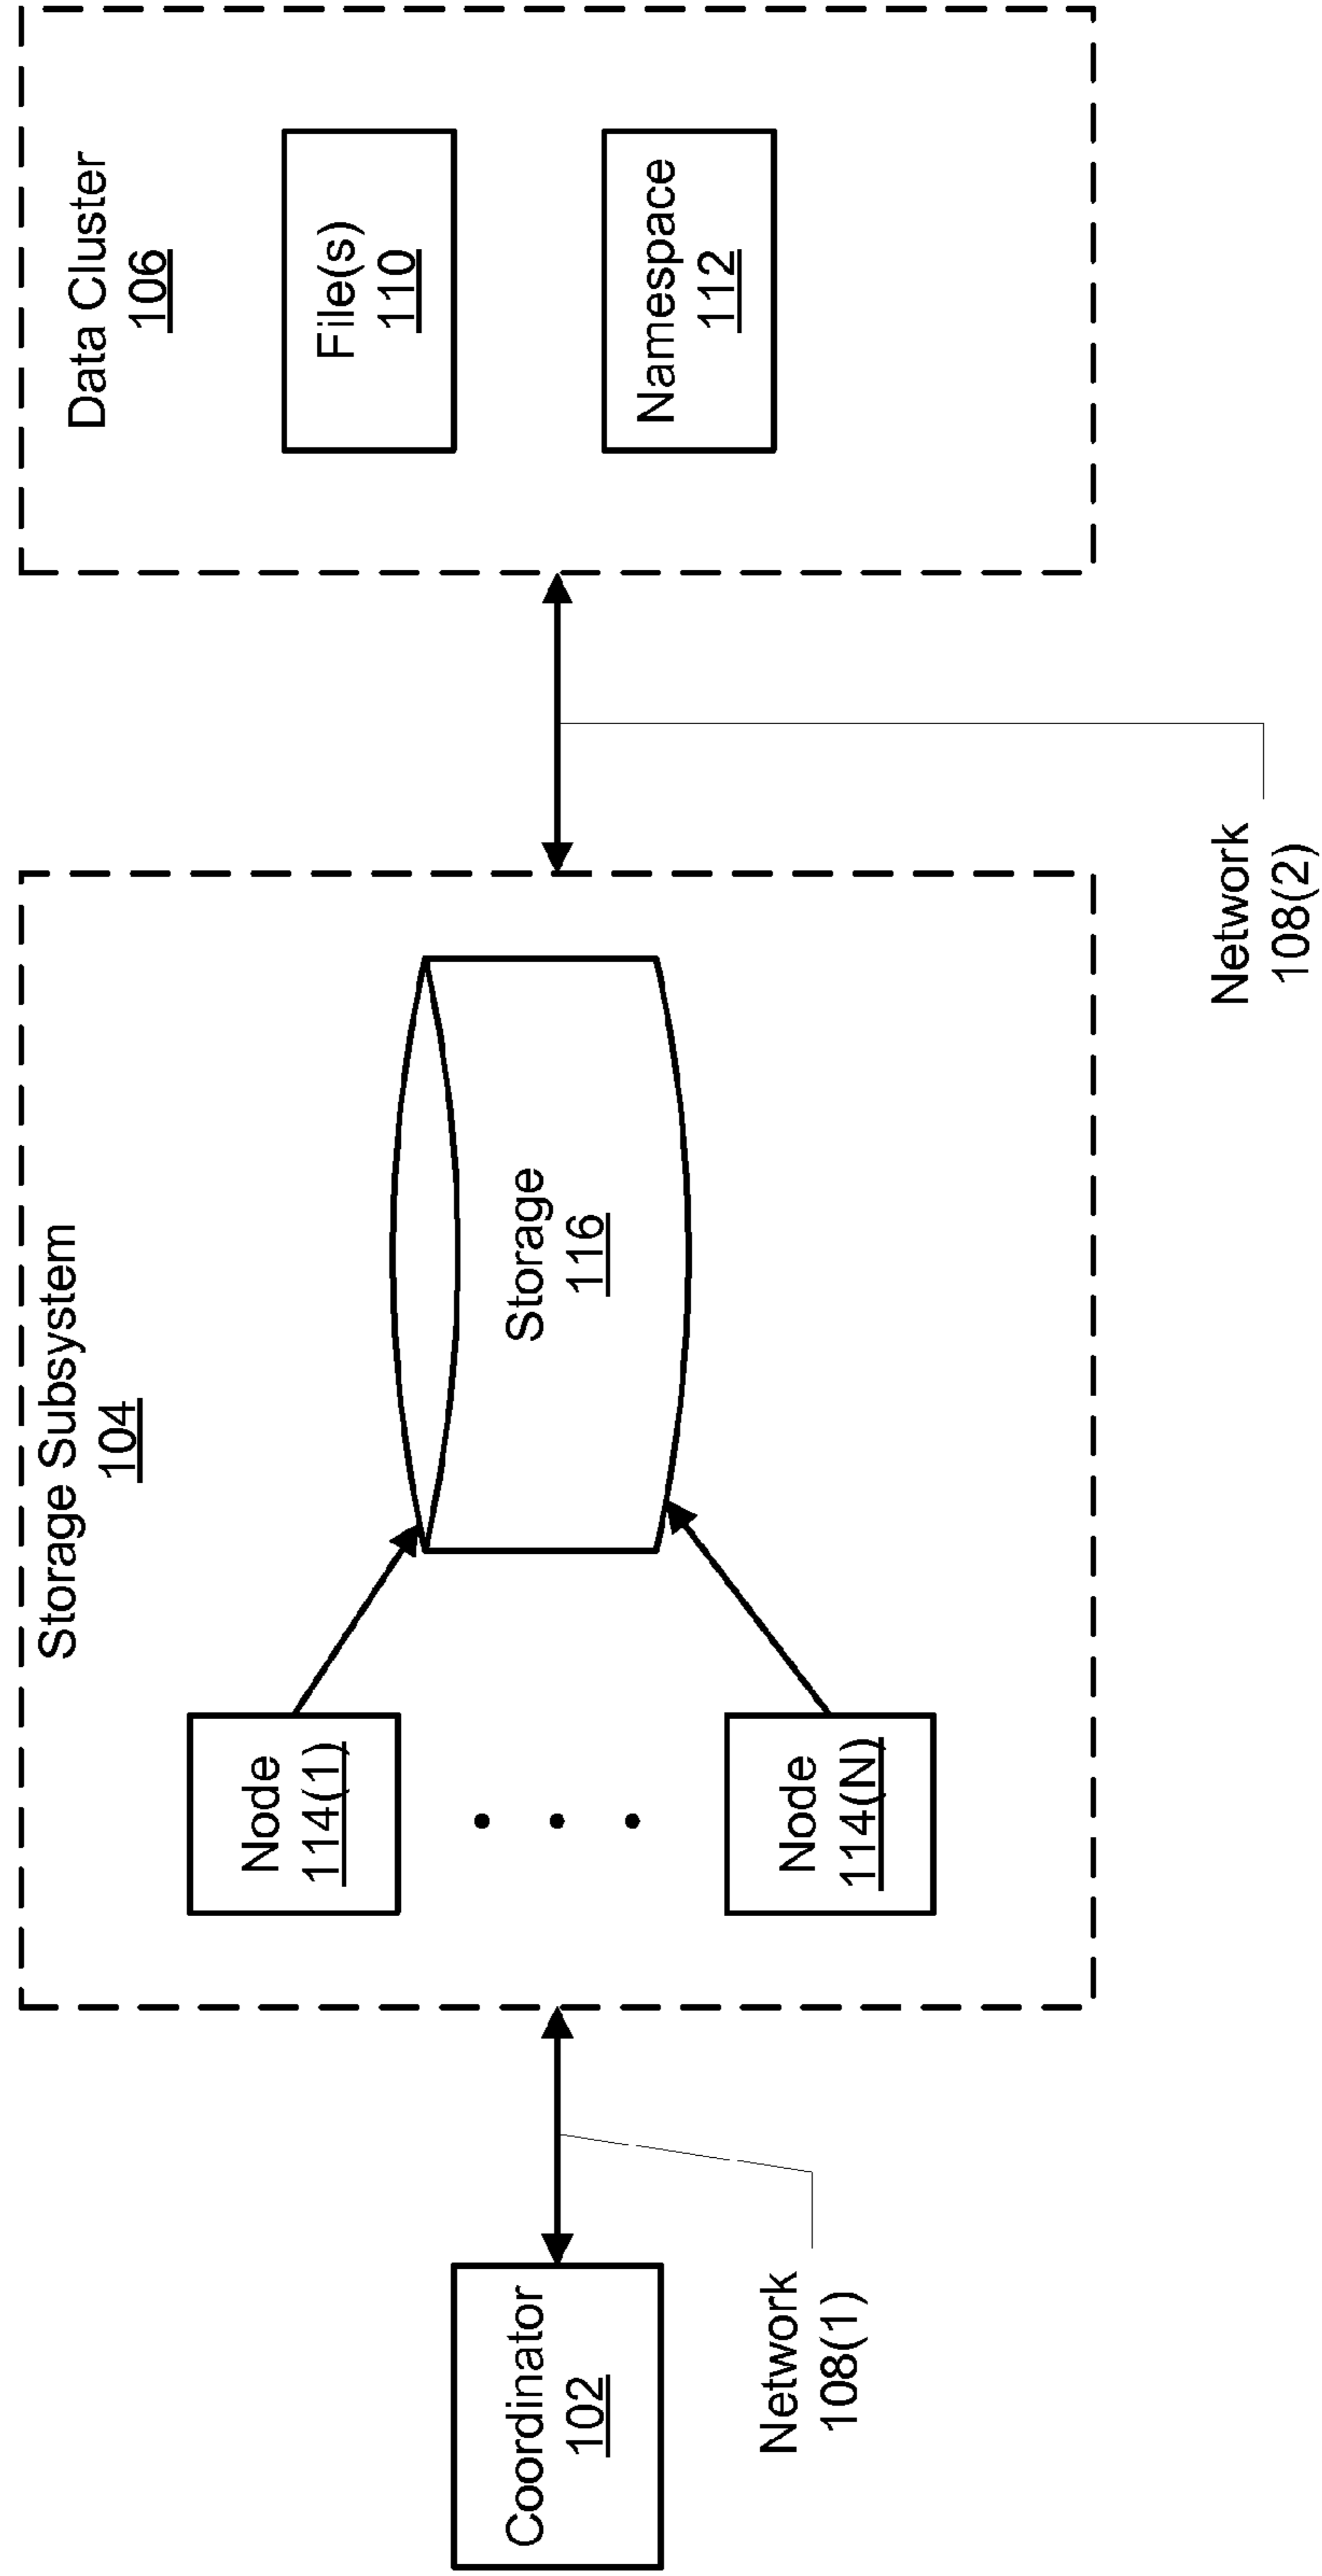 Coordinator
102
Network
108(1)
Storage Subsystem
104
Node
114(1)
Node
114(N)
Storage
116
Network
108(2)
Data Cluster
106
File(s)
110
Namespace
112